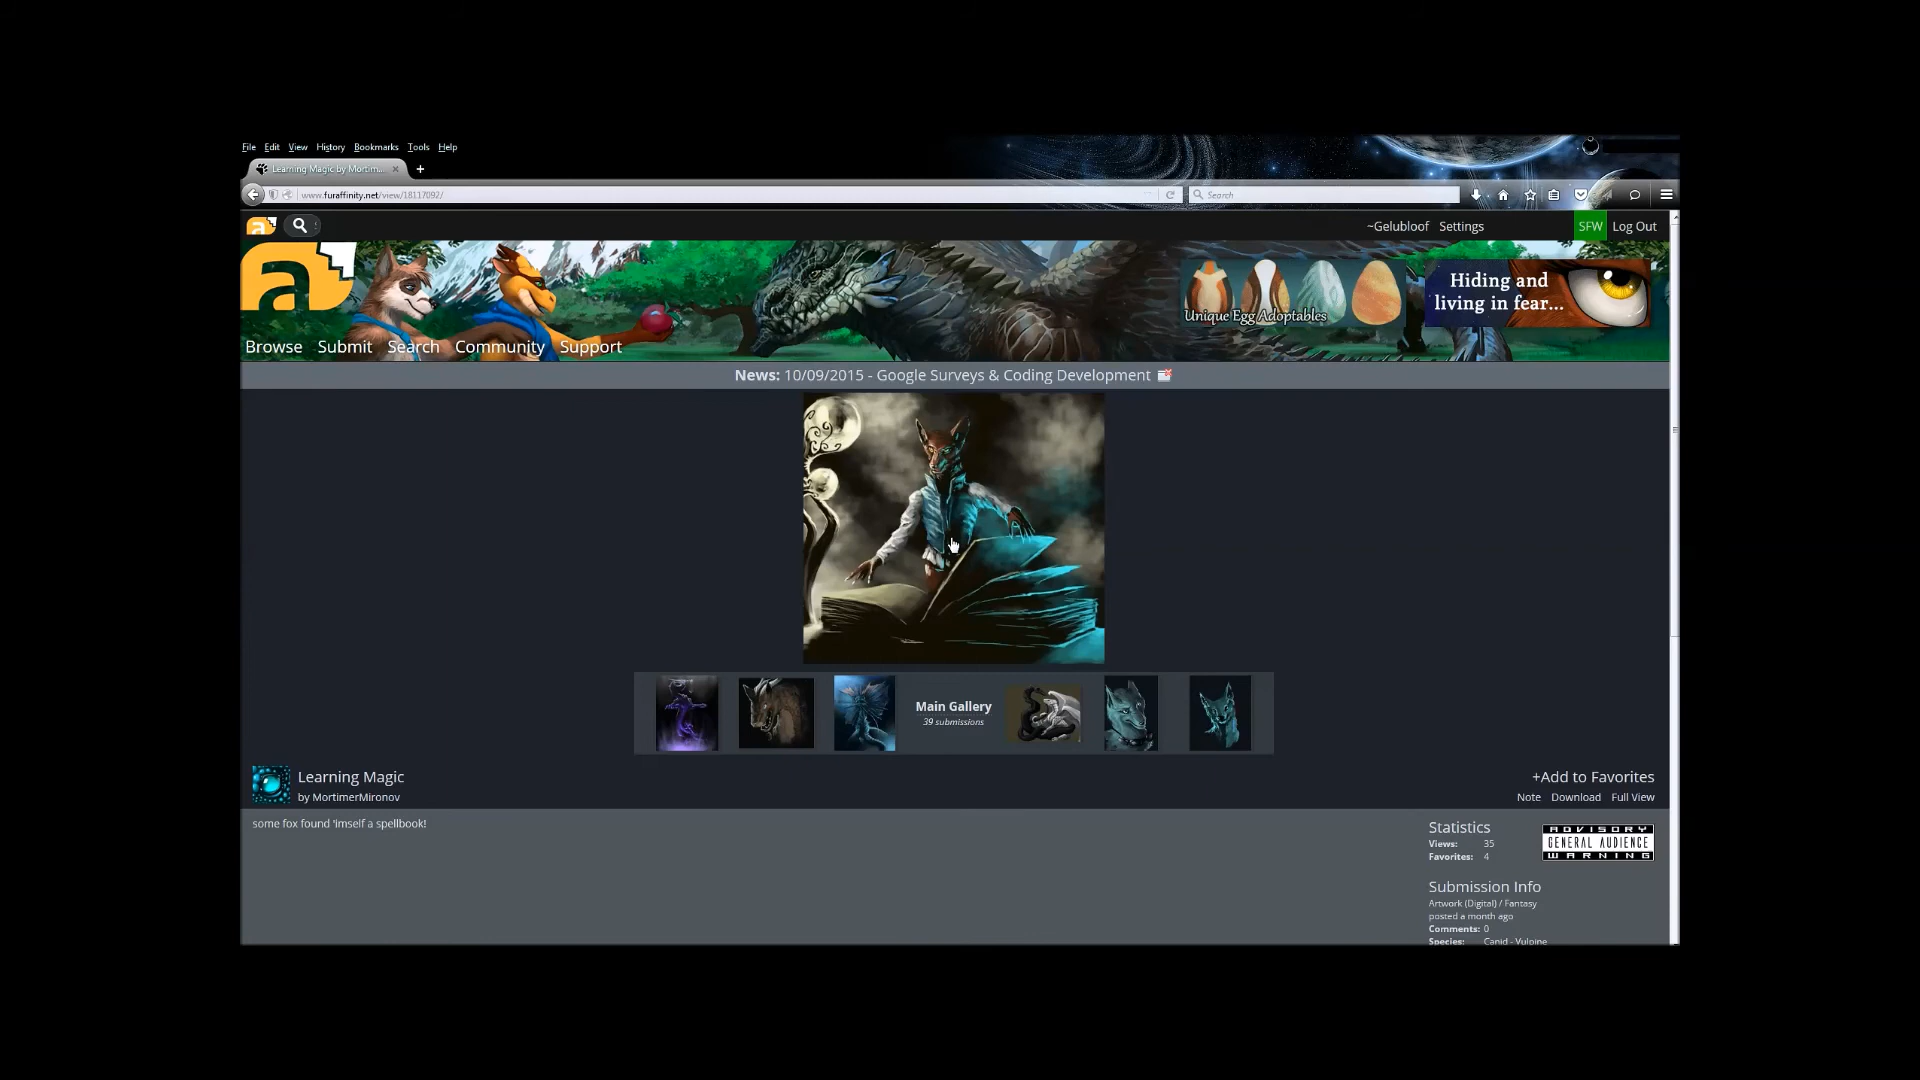 File Edit View History Bookmarks Tools Help
Learning Magic by Mortim...
www.furaffinity.net/view/18117092/
Search
~Gelubloof Settings SFW Log Out
Unique Egg Adoptables
Hiding and
living in fear...
Browse Submit Search Community Support
News: 10/09/2015 - Google Surveys & Coding Development
Main Gallery
39 submissions
Learning Magic
by MortimerMironov
+Add to Favorites
Note Download Full View
some fox found 'imself a spellbook!
Statistics
Views: 35
Favorites: 4
ADVISORY
GENERAL AUDIENCE
WARNING
Submission Info
Artwork (Digital) / Fantasy
posted a month ago
Comments: 0
Species: Canid - Vulpine